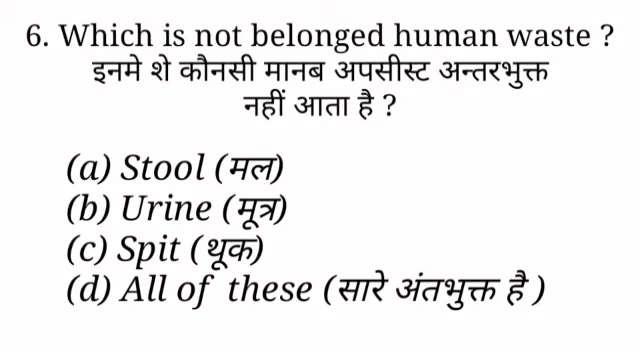 6. Which is not belonged human waste ?
इनमे शे कौनसी मानब अपसीस्ट अन्तरभुक्त
नहीं आता है ?
(a) Stool (मल)
(b) Urine (मूत्र)
(c) Spit (थूक)
(d) All of these (सारे अंतभुक्त है )